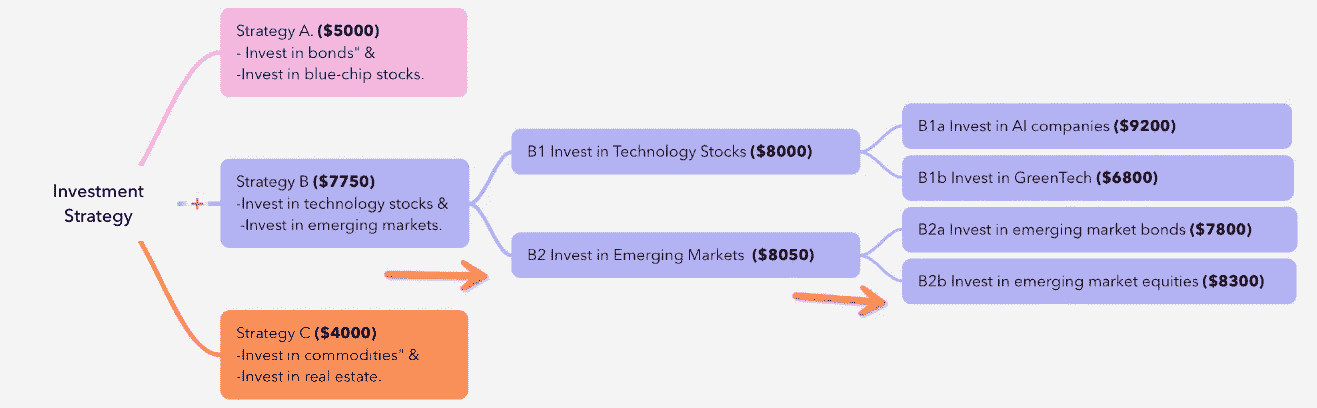 Investment
Strategy
Strategy A. ($5000)
- Invest in bonds" &
-Invest in blue-chip stocks.
Strategy B ($7750)
-Invest in technology stocks &
-Invest in emerging markets.
Strategy C ($4000)
-Invest in commodities" &
-Invest in real estate.
B1 Invest in Technology Stocks ($8000)
B2 Invest in Emerging Markets ($8050)
B1a Invest in AI companies ($9200)
B1b Invest in GreenTech ($6800)
B2a Invest in emerging market bonds ($7800)
B2b Invest in emerging market equities ($8300)